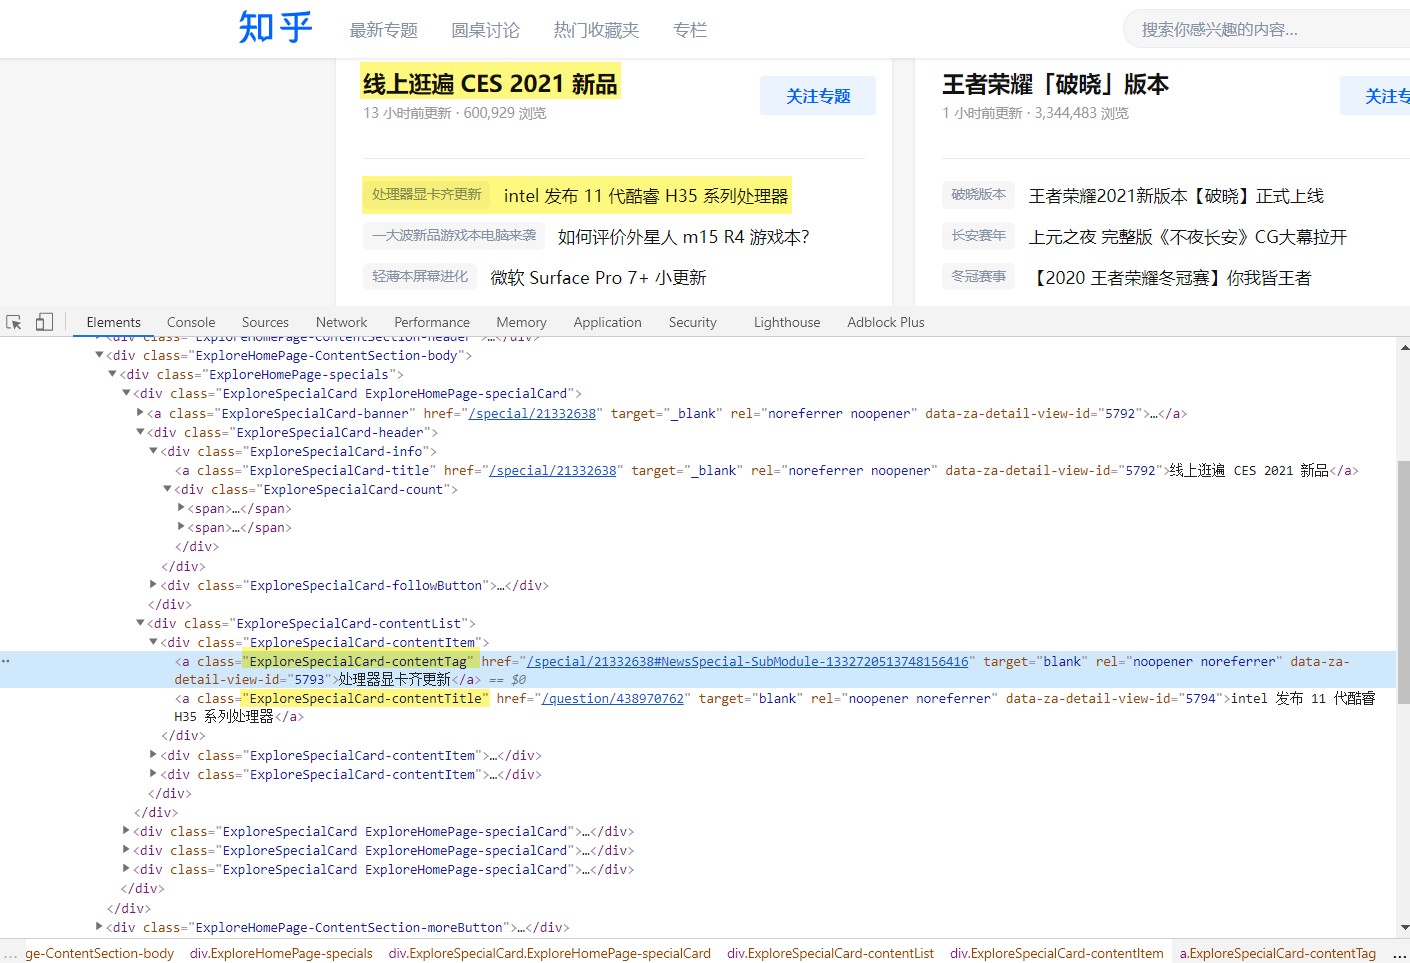 知乎 最新专题 圆桌讨论 热门收藏夹 专栏 搜索你感兴趣的内容...
线上逛遍 CES 2021 新品
关注专题
13 小时前更新 · 600,929 浏览
处理器显卡齐更新 intel 发布 11 代酷睿 H35 系列处理器
一大波新品游戏本电脑来袭 如何评价外星人 m15 R4 游戏本?
轻薄本屏幕进化 微软 Surface Pro 7+ 小更新
王者荣耀「破晓」版本
关注专
1 小时前更新 · 3,344,483 浏览
破晓版本 王者荣耀2021新版本【破晓】正式上线
长安赛年 上元之夜 完整版《不夜长安》CG大幕拉开
冬冠赛事 【2020 王者荣耀冬冠赛】你我皆王者
Elements Console Sources Network Performance Memory Application Security Lighthouse Adblock Plus
<div class="ExploreHomePage-ContentSection-header">…</div>
<div class="ExploreHomePage-ContentSection-body">
<div class="ExploreHomePage-specials">
<div class="ExploreSpecialCard ExploreHomePage-specialCard">
<a class="ExploreSpecialCard-banner" href="/special/21332638" target="_blank" rel="noreferrer noopener" data-za-detail-view-id="5792">…</a>
<div class="ExploreSpecialCard-header">
<div class="ExploreSpecialCard-info">
<a class="ExploreSpecialCard-title" href="/special/21332638" target="_blank" rel="noreferrer noopener" data-za-detail-view-id="5792">线上逛遍 CES 2021 新品</a>
<div class="ExploreSpecialCard-count">
<span>…</span>
<span>…</span>
</div>
</div>
<div class="ExploreSpecialCard-followButton">…</div>
</div>
<div class="ExploreSpecialCard-contentList">
<div class="ExploreSpecialCard-contentItem">
<a class="ExploreSpecialCard-contentTag" href="/special/21332638#NewsSpecial-SubModule-1332720513748156416" target="blank" rel="noopener noreferrer" data-za-
detail-view-id="5793">处理器显卡齐更新</a> == $0
<a class="ExploreSpecialCard-contentTitle" href="/question/438970762" target="blank" rel="noopener noreferrer" data-za-detail-view-id="5794">intel 发布 11 代酷睿
H35 系列处理器</a>
</div>
<div class="ExploreSpecialCard-contentItem">…</div>
<div class="ExploreSpecialCard-contentItem">…</div>
</div>
</div>
<div class="ExploreSpecialCard ExploreHomePage-specialCard">…</div>
<div class="ExploreSpecialCard ExploreHomePage-specialCard">…</div>
<div class="ExploreSpecialCard ExploreHomePage-specialCard">…</div>
</div>
</div>
<div class="ExploreHomePage-ContentSection-moreButton">…</div>
... ge-ContentSection-body div.ExploreHomePage-specials div.ExploreSpecialCard.ExploreHomePage-specialCard div.ExploreSpecialCard-contentList div.ExploreSpecialCard-contentItem a.ExploreSpecialCard-contentTag ...